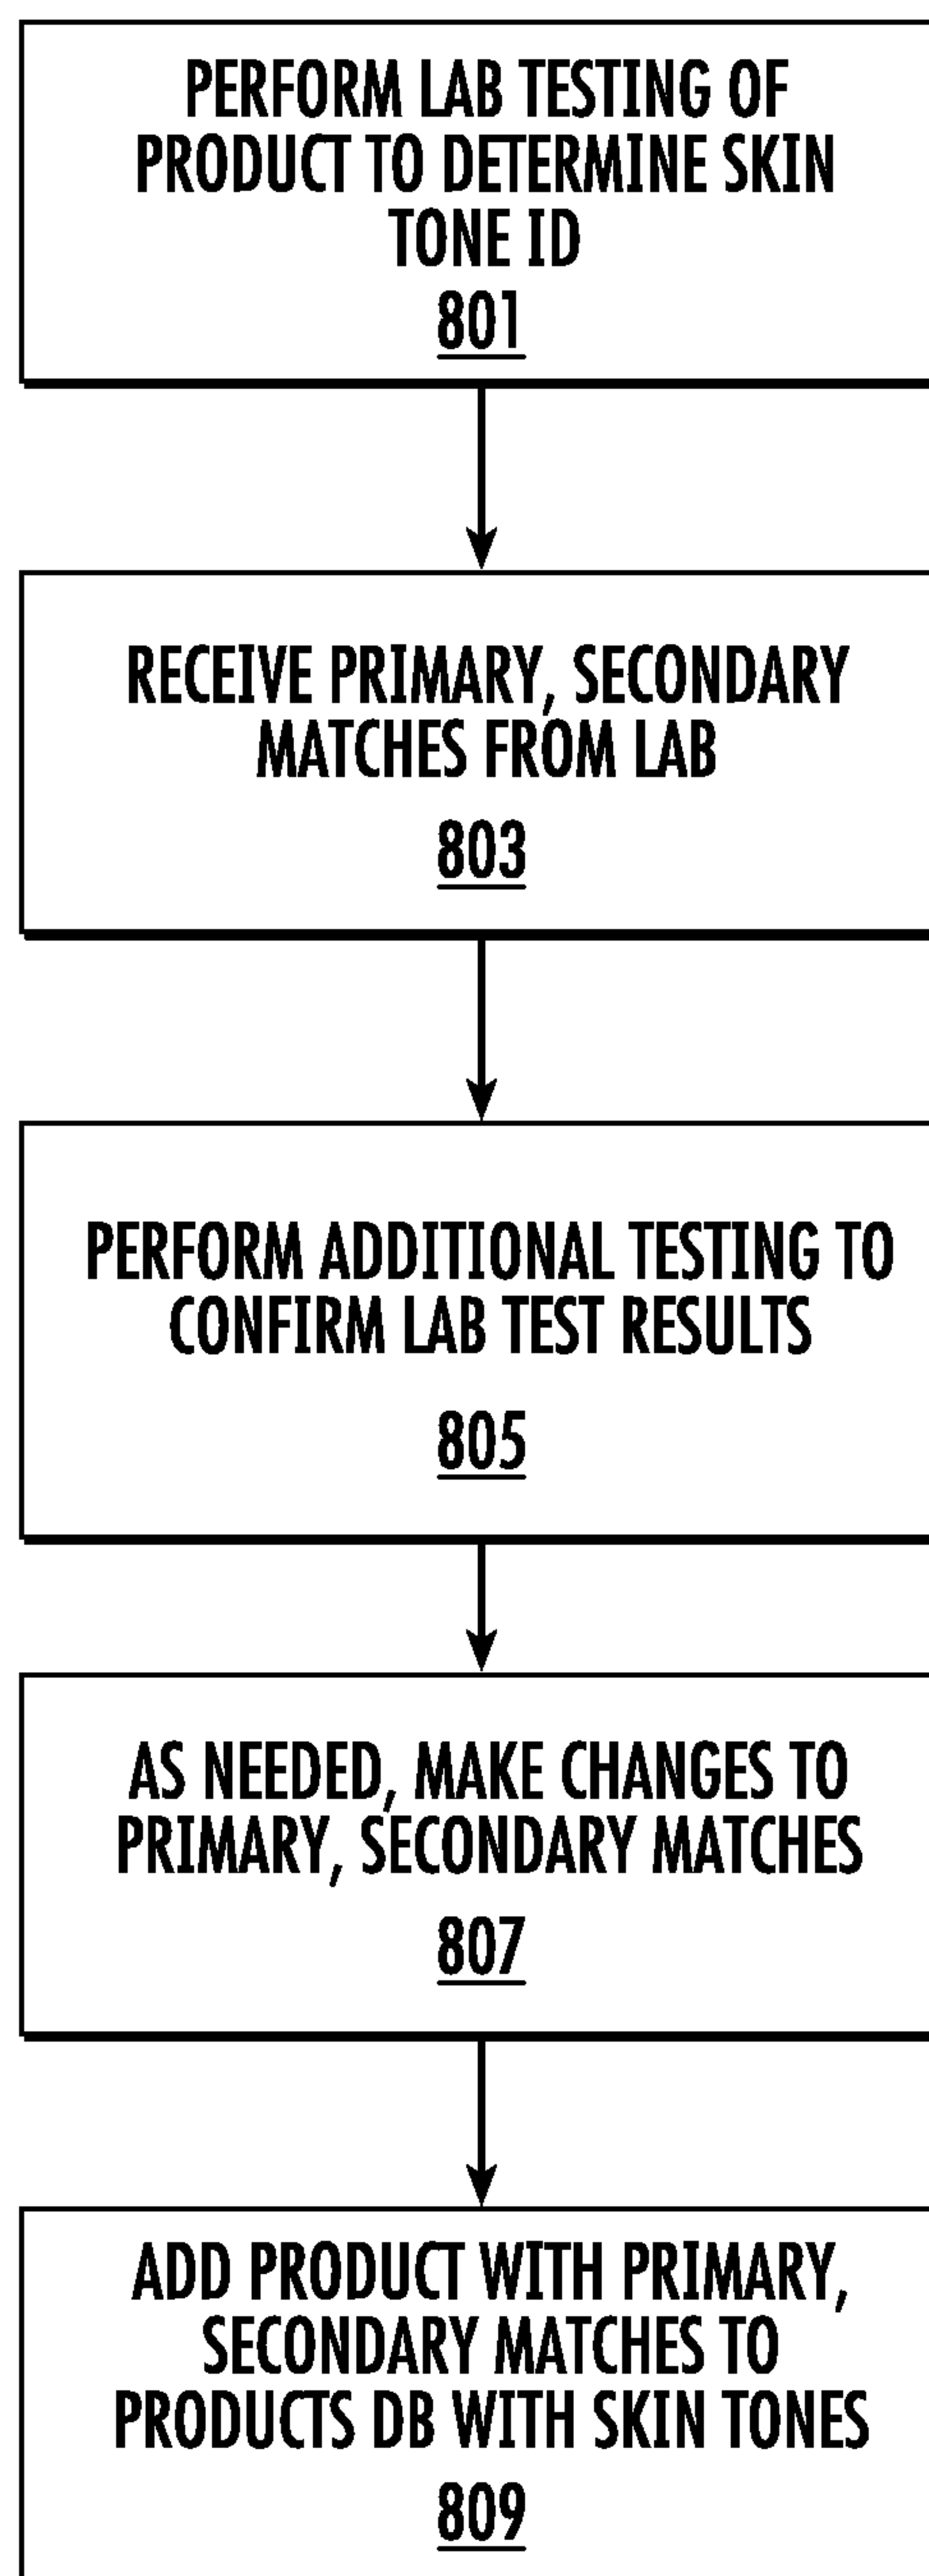 PERFORM LAB TESTING OF
PRODUCT TO DETERMINE SKIN
TONE ID
801
RECEIVE PRIMARY, SECONDARY
MATCHES FROM LAB
803
PERFORM ADDITIONAL TESTING TO
CONFIRM LAB TEST RESULTS
805
AS NEEDED, MAKE CHANGES TO
PRIMARY, SECONDARY MATCHES
807
ADD PRODUCT WITH PRIMARY,
SECONDARY MATCHES TO
PRODUCTS DB WITH SKIN TONES
809